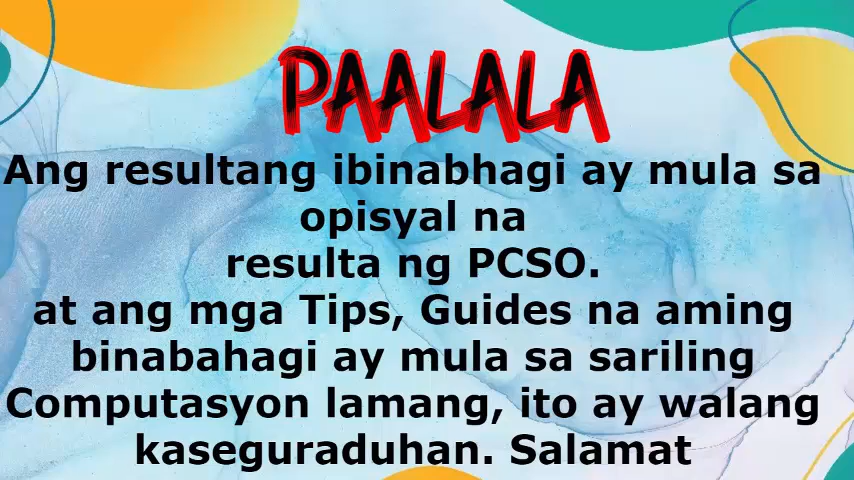 PAALALA
Ang resultang ibinabhagi ay mula sa
opisyal na
resulta ng PCSO.
at ang mga Tips, Guides na aming
binabahagi ay mula sa sariling
Computasyon lamang, ito ay walang
kaseguraduhan. Salamat